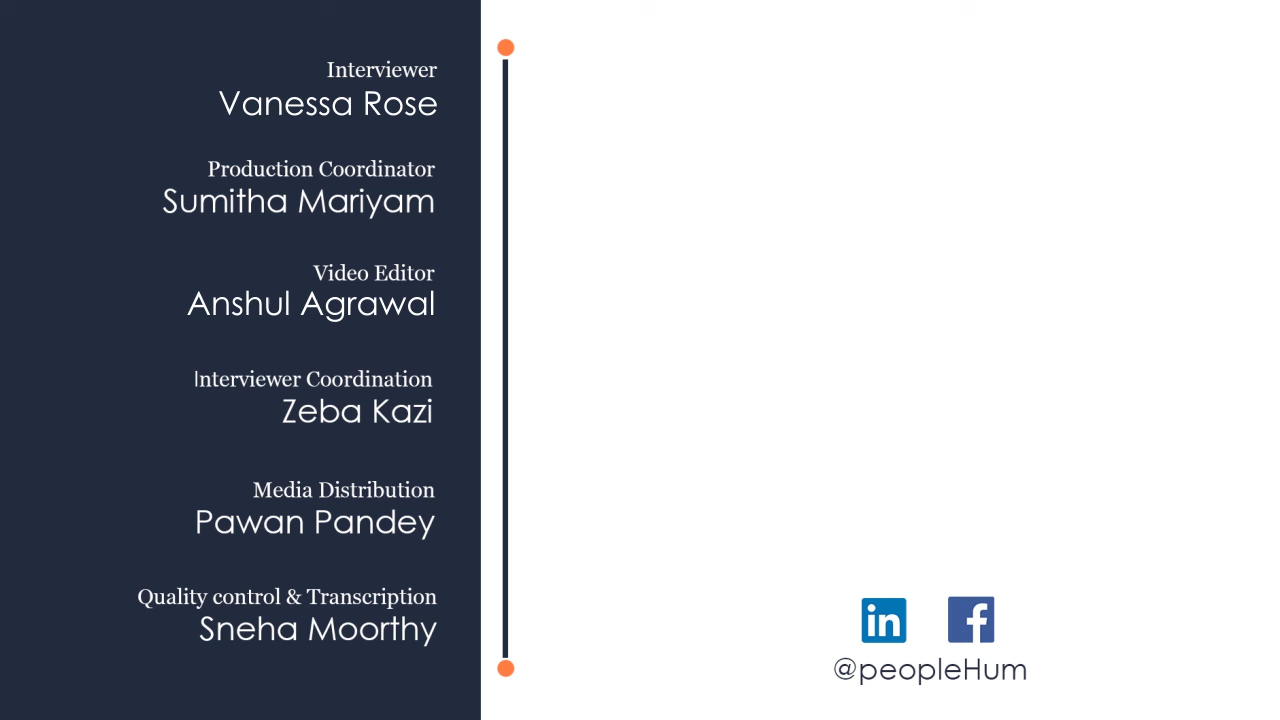 Interviewer
Vanessa Rose
Production Coordinator
Sumitha Mariyam
Video Editor
Anshul Agrawal
Interviewer Coordination
Zeba Kazi
Media Distribution
Pawan Pandey
Quality control & Transcription
Sneha Moorthy
in f
@peopleHum